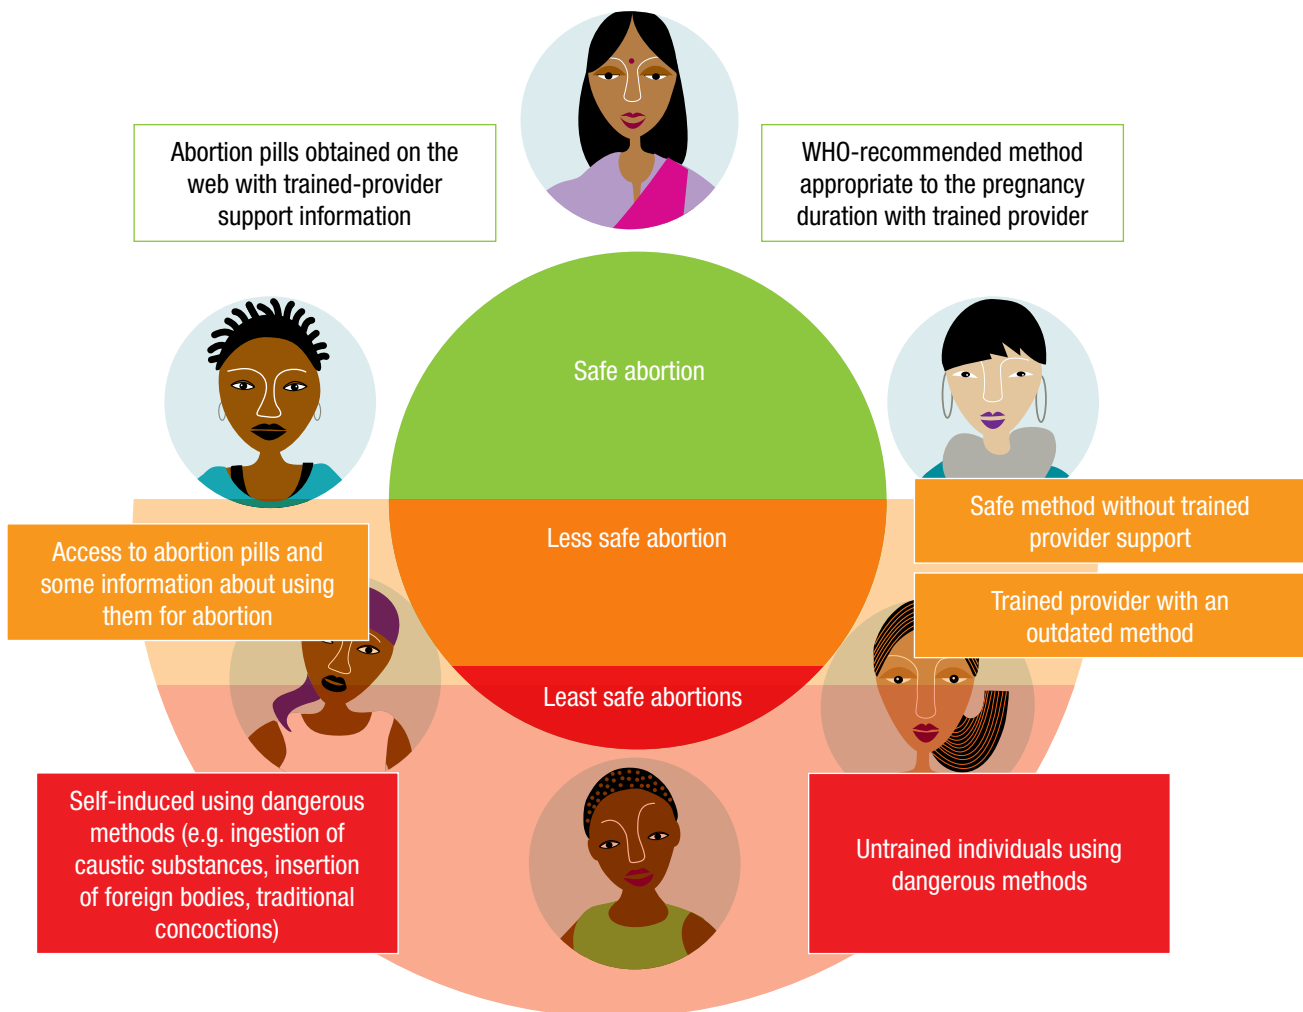 Abortion pills obtained on the
web with trained-provider
support information
WHO-recommended method
appropriate to the pregnancy
duration with trained provider
Safe abortion
Less safe abortion
Safe method without trained
provider support
Access to abortion pills and
some information about using
them for abortion
Trained provider with an
outdated method
Least safe abortions
Self-induced using dangerous
methods (e.g. ingestion of
caustic substances, insertion
of foreign bodies, traditional
concoctions)
Untrained individuals using
dangerous methods